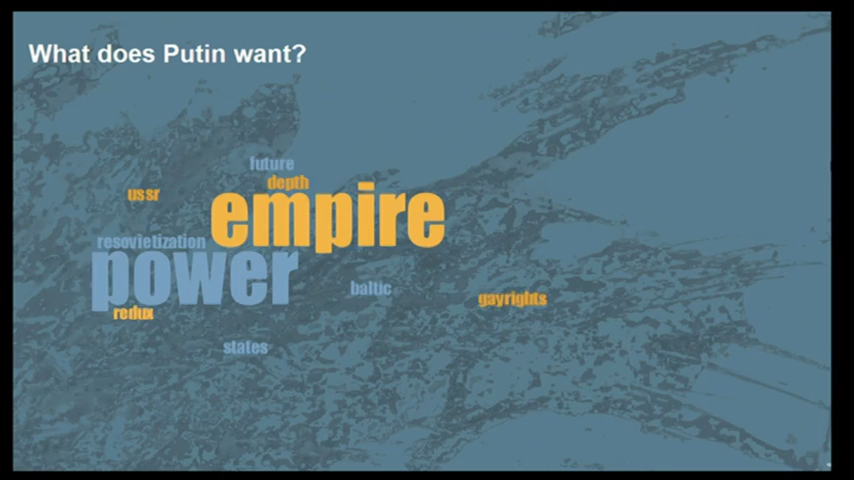 What does Putin want?
future
depth
ussr
empire
resovietization
power
baltic
gayrights
redux
states